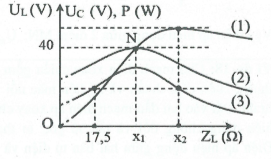 U_L(V) U_C (V), P (W)
(1)
40
N
(2)
(3)
O
17,5 x₁ x₂ Z_L(Ω)